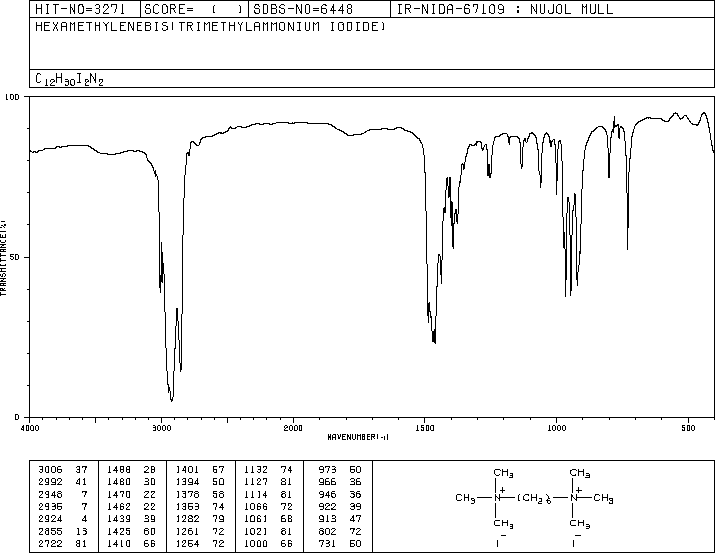 HIT-NO=3271 SCORE= ( ) SDBS-NO=6448 IR-NIDA-67109 : NUJOL MULL
HEXAMETHYLENEBIS(TRIMETHYLAMMONIUM IODIDE)
C12H30I2N2
100
50
0
TRANSMITTANCE(%)
4000 3000 2000 1500 1000 500
WAVENUMBER(-1)
3006 37 1488 28 1401 67 1132 74 973 50
2992 41 1480 30 1394 50 1127 81 966 36
2948 7 1470 22 1378 58 1114 81 946 36
2935 7 1462 22 1353 74 1066 72 922 39
2924 4 1439 39 1282 79 1061 68 913 47
2855 13 1425 60 1261 72 1021 81 802 72
2722 81 1410 66 1254 72 1000 66 731 50
CH3 CH3
CH3 N + (CH2)6 N + CH3
CH3 CH3
I - I -